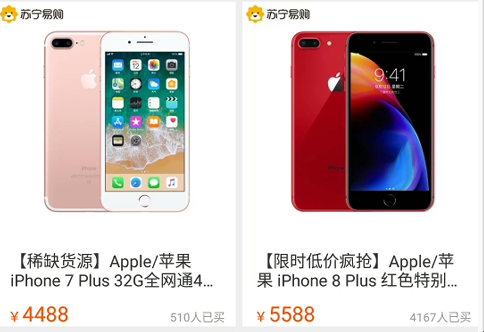 苏宁易购
【稀缺货源】Apple/苹果
iPhone 7 Plus 32G全网通4...
¥ 4488
510人已买
苏宁易购
9:41
【限时低价疯抢】Apple/苹
果 iPhone 8 Plus 红色特别...
¥ 5588
4167人已买